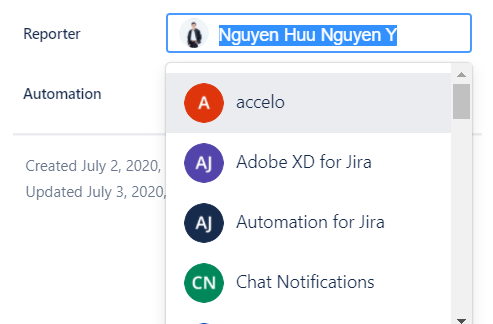 Reporter
Nguyen Huu Nguyen Y
Automation
A accelo
AJ Adobe XD for Jira
AJ Automation for Jira
CN Chat Notifications
Created July 2, 2020,
Updated July 3, 2020,